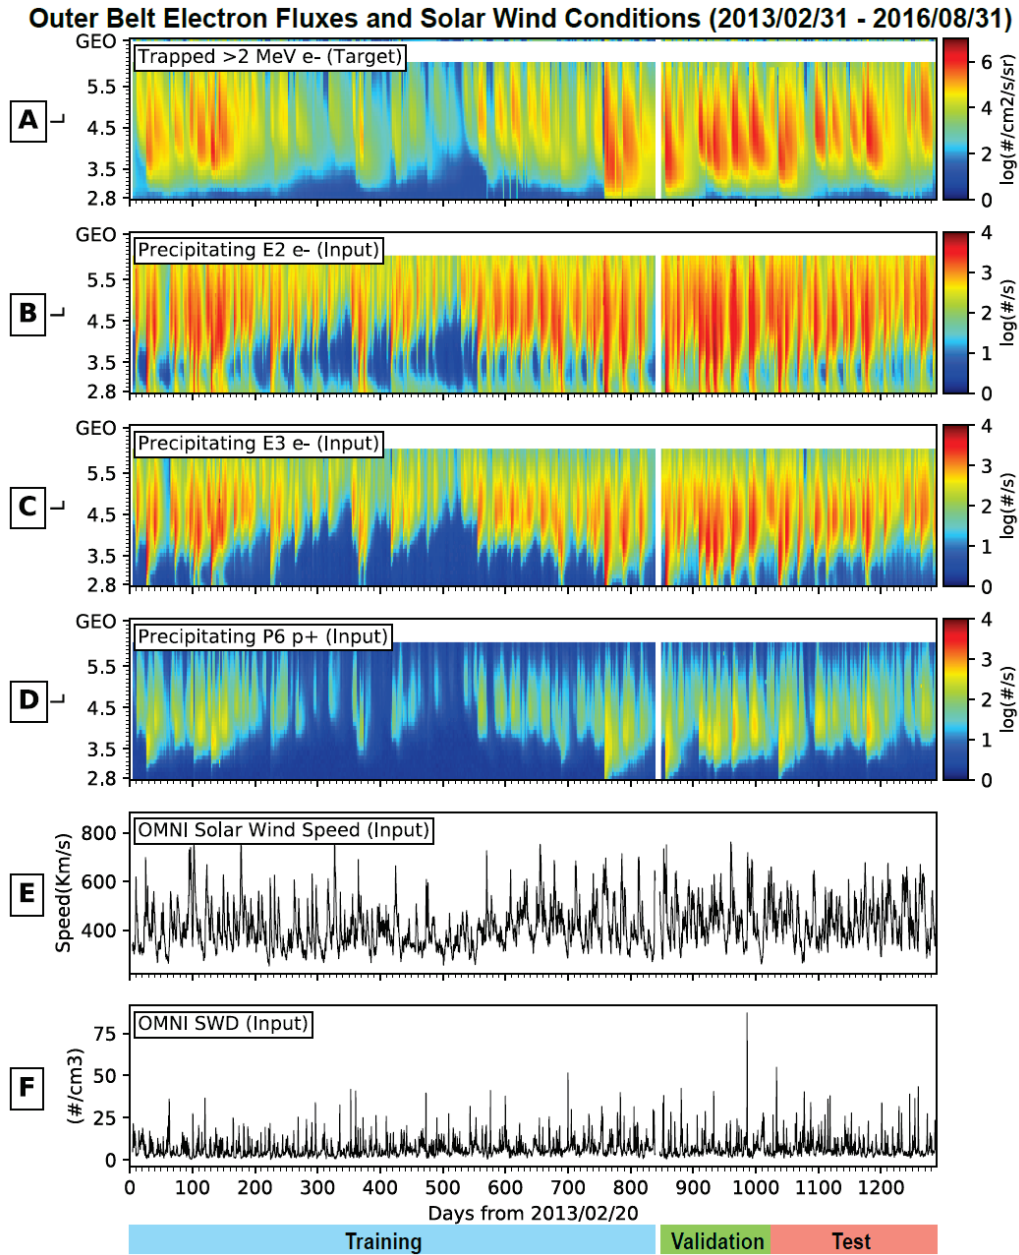 Outer Belt Electron Fluxes and Solar Wind Conditions (2013/02/31 - 2016/08/31)
A
L
GEO
5.5
4.5
3.5
2.8
Trapped >2 MeV e- (Target)
6
4
2
0
log(#/cm2/s/sr)
B
L
GEO
5.5
4.5
3.5
2.8
Precipitating E2 e- (Input)
4
3
2
1
0
log(#/s)
C
L
GEO
5.5
4.5
3.5
2.8
Precipitating E3 e- (Input)
4
3
2
1
0
log(#/s)
D
L
GEO
5.5
4.5
3.5
2.8
Precipitating P6 p+ (Input)
4
3
2
1
0
log(#/s)
E
Speed(Km/s)
800
600
400
OMNI Solar Wind Speed (Input)
F
(#/cm3)
75
50
25
0
OMNI SWD (Input)
0 100 200 300 400 500 600 700 800 900 1000 1100 1200
Days from 2013/02/20
Training Validation Test